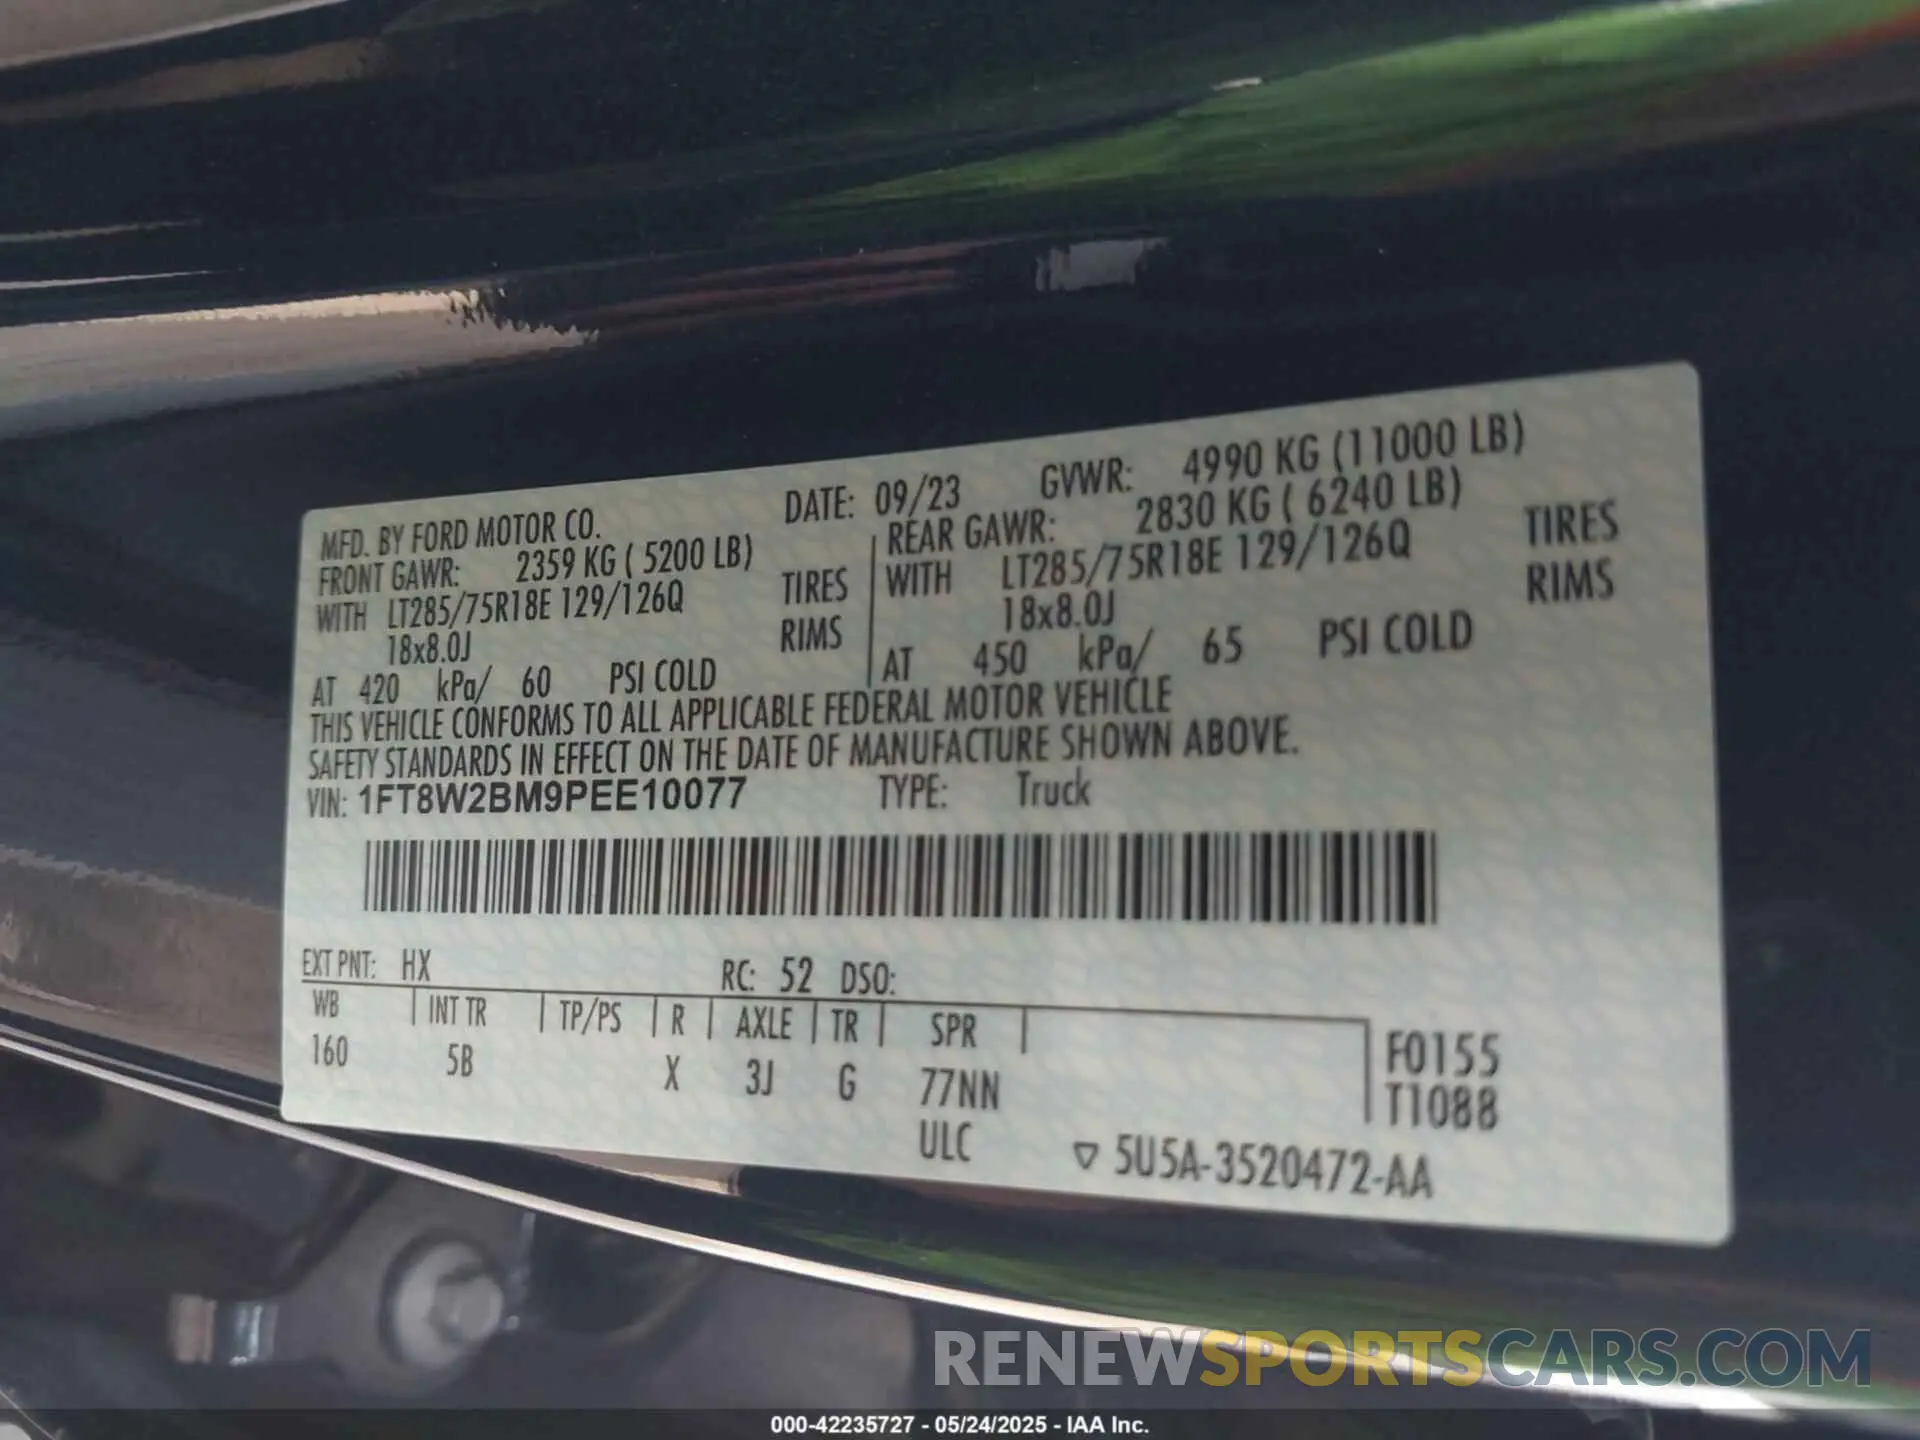 MFD. BY FORD MOTOR CO.
DATE: 09/23 GVWR: 4990 KG (11000 LB)
FRONT GAWR: 2359 KG ( 5200 LB)
WITH LT285/75R18E 129/126Q TIRES
18x8.0J RIMS
AT 420 kPa/ 60 PSI COLD
REAR GAWR: 2830 KG ( 6240 LB)
WITH LT285/75R18E 129/126Q TIRES
18x8.0J RIMS
AT 450 kPa/ 65 PSI COLD
THIS VEHICLE CONFORMS TO ALL APPLICABLE FEDERAL MOTOR VEHICLE
SAFETY STANDARDS IN EFFECT ON THE DATE OF MANUFACTURE SHOWN ABOVE.
VIN: 1FT8W2BM9PEE10077 TYPE: Truck
EXT PNT: HX RC: 52 DSO:
WB | INT TR | TP/PS | R | AXLE | TR | SPR |
160 5B X 3J G 77NN
ULC
F0155
T1088
▽ 5U5A-3520472-AA
RENEWSPORTSCARS.COM
000-42235727 - 05/24/2025 - IAA Inc.